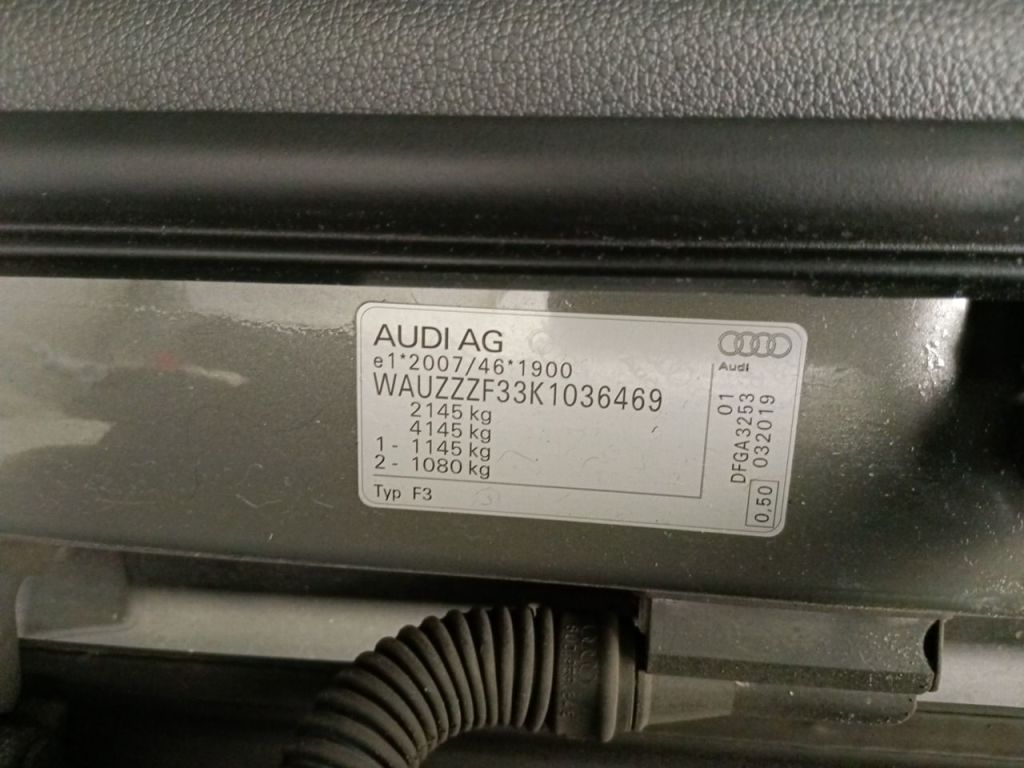 AUDI AG
e1*2007/46*1900
WAUZZZF33K1036469
2145 kg
4145 kg
1 - 1145 kg
2 - 1080 kg
Typ F3
Audi
01
DFGA3253
032019
0,50